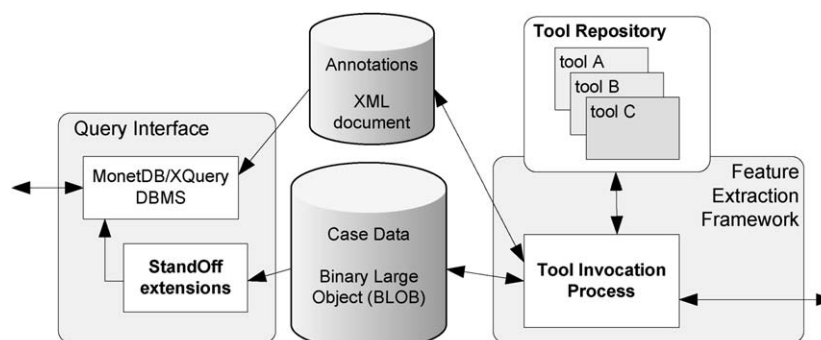 Query Interface
MonetDB/XQuery
DBMS
StandOff
extensions
Annotations
XML
document
Case Data
Binary Large
Object (BLOB)
Tool Repository
tool A
tool B
tool C
Feature
Extraction
Framework
Tool Invocation
Process